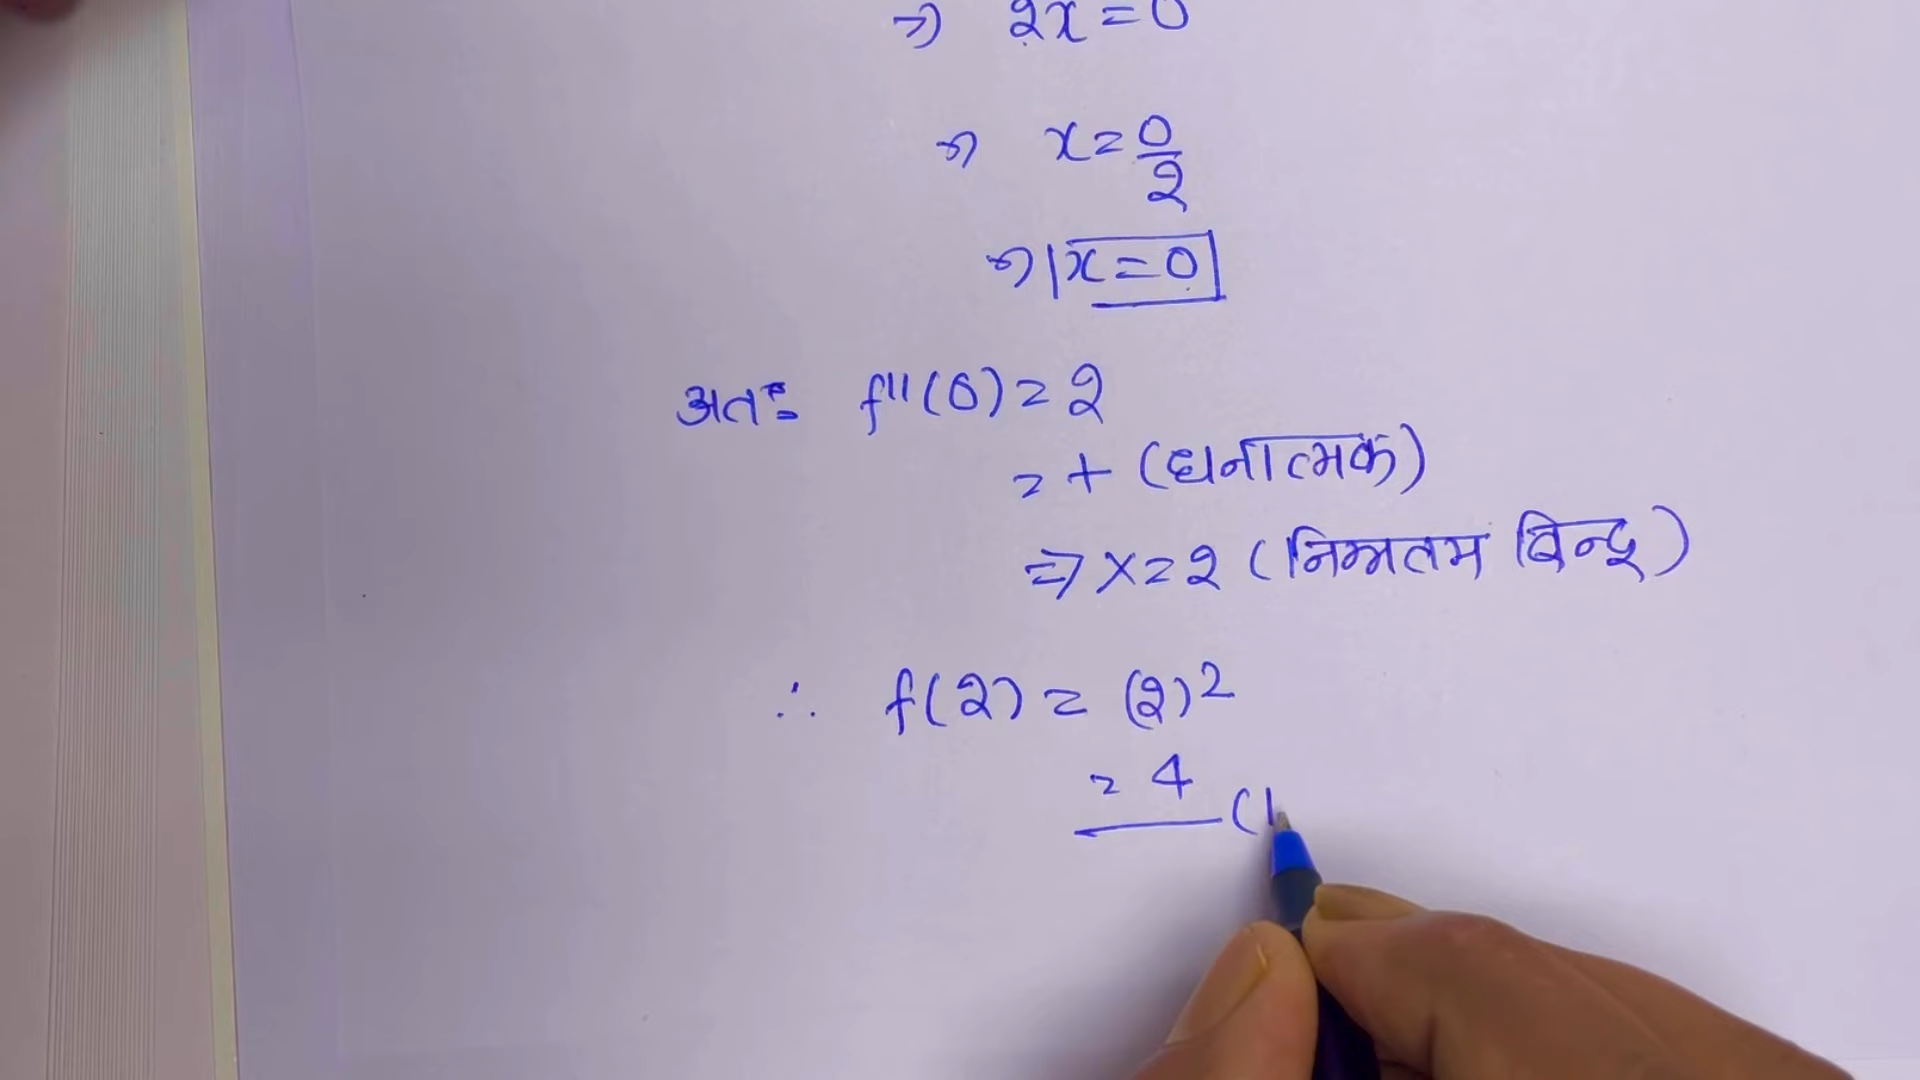 ⇒ 2x = 0
⇒ x = 0/2
⇒ x = 0
अतः f''(0) = 2
= + (धनात्मक)
⇒ x = 2 (निम्नतम बिन्दु)
∴ f(2) = (2)²
= 4 (